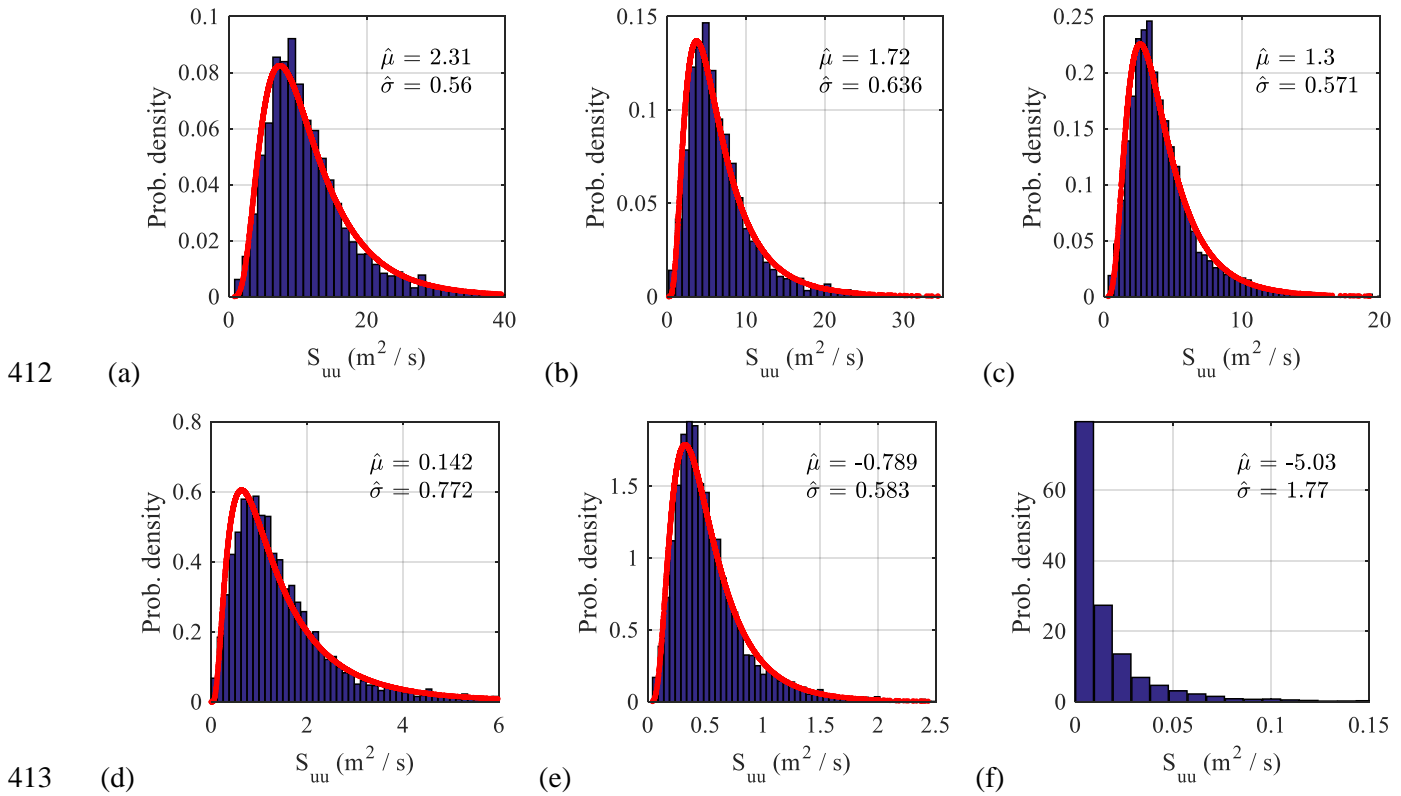 0.1
0.08
0.06
0.04
0.02
0
Prob. density
μ̂ = 2.31
σ̂ = 0.56
0 20 40
S_uu (m² / s)
0.15
0.1
0.05
0
Prob. density
μ̂ = 1.72
σ̂ = 0.636
0 10 20 30
S_uu (m² / s)
0.25
0.2
0.15
0.1
0.05
0
Prob. density
μ̂ = 1.3
σ̂ = 0.571
0 10 20
S_uu (m² / s)
412 (a) (b) (c)
0.8
0.6
0.4
0.2
0
Prob. density
μ̂ = 0.142
σ̂ = 0.772
0 2 4 6
S_uu (m² / s)
1.5
1
0.5
0
Prob. density
μ̂ = -0.789
σ̂ = 0.583
0 0.5 1 1.5 2 2.5
S_uu (m² / s)
60
40
20
0
Prob. density
μ̂ = -5.03
σ̂ = 1.77
0 0.05 0.1 0.15
S_uu (m² / s)
413 (d) (e) (f)